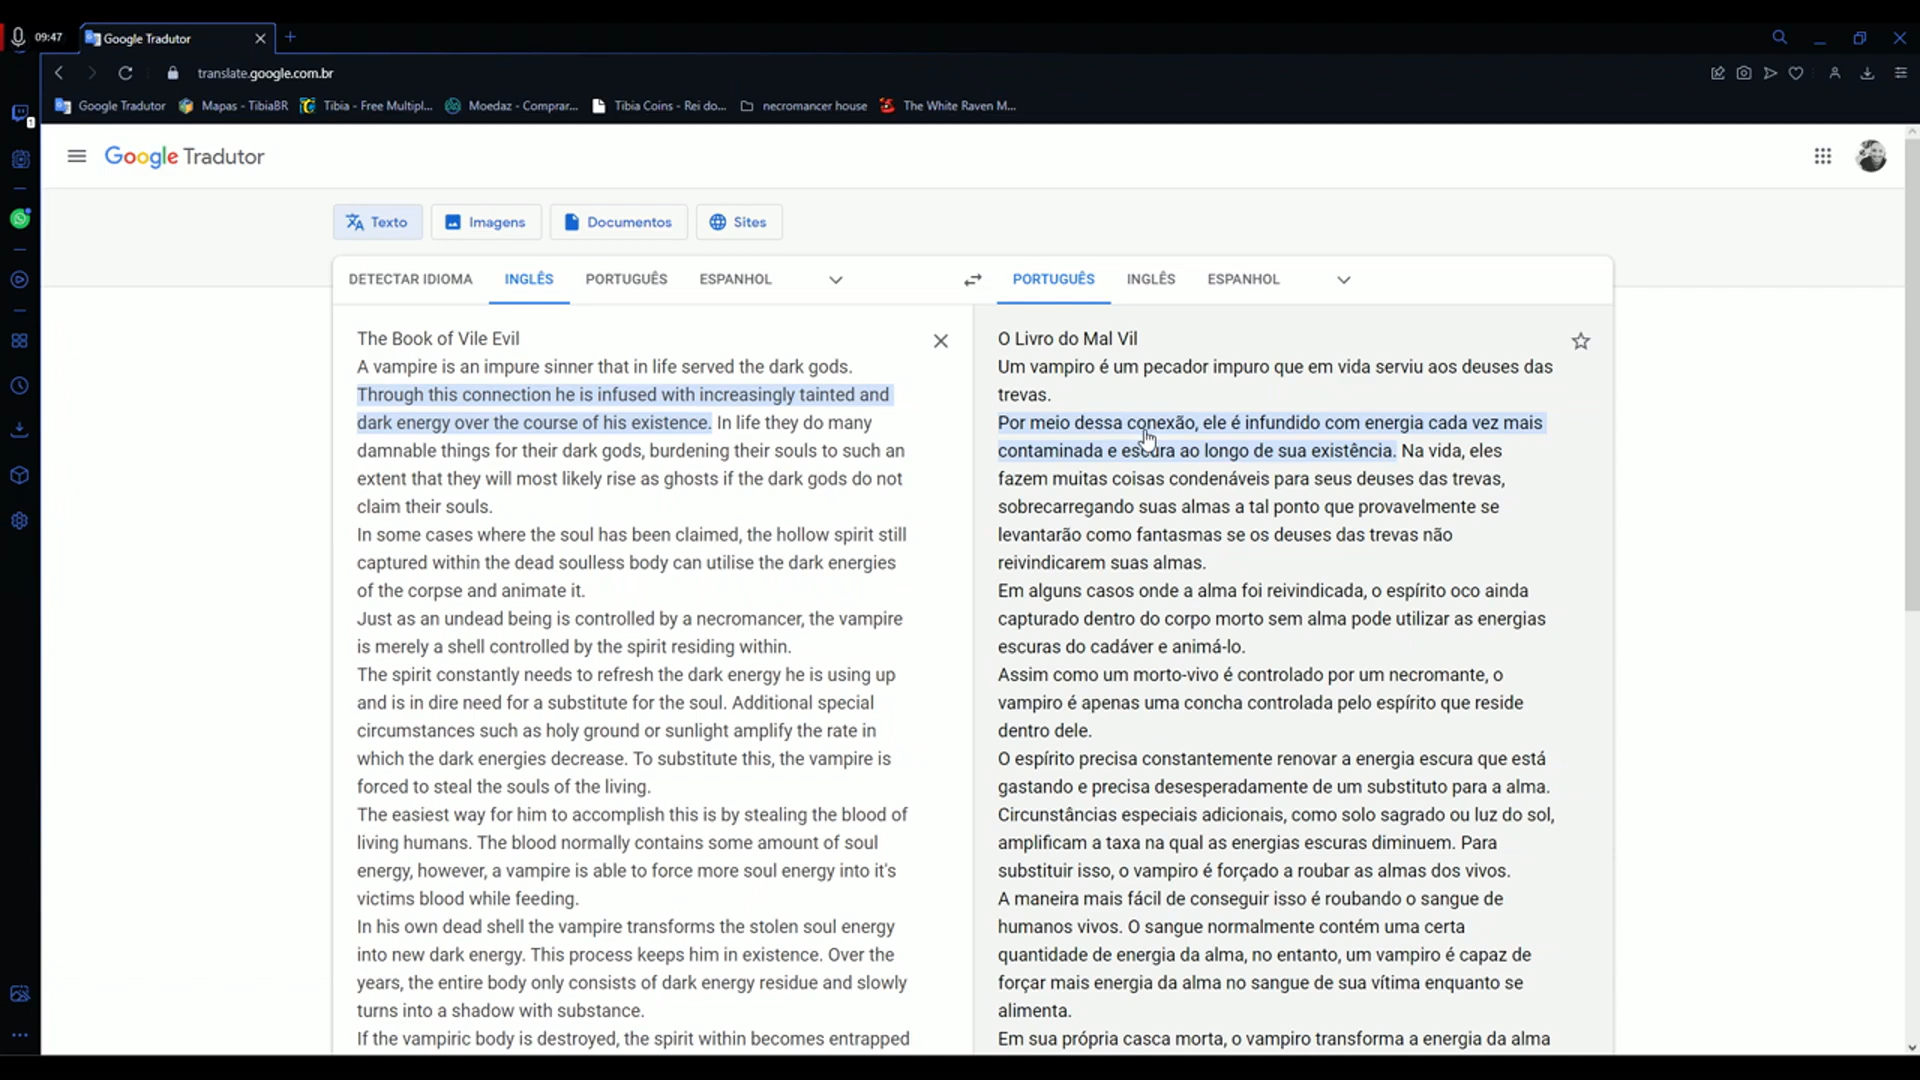 09:47
Google Tradutor
translate.google.com.br
Google Tradutor
Mapas - TibiaBR
Tibia - Free Multipl...
Moedaz - Comprar...
Tibia Coins - Rei do...
necromancer house
The White Raven M...
1
Google Tradutor
Texto
Imagens
Documentos
Sites
DETECTAR IDIOMA
INGLÊS
PORTUGUÊS
ESPANHOL
PORTUGUÊS
INGLÊS
ESPANHOL
The Book of Vile Evil
A vampire is an impure sinner that in life served the dark gods.
Through this connection he is infused with increasingly tainted and
dark energy over the course of his existence. In life they do many
damnable things for their dark gods, burdening their souls to such an
extent that they will most likely rise as ghosts if the dark gods do not
claim their souls.
In some cases where the soul has been claimed, the hollow spirit still
captured within the dead soulless body can utilise the dark energies
of the corpse and animate it.
Just as an undead being is controlled by a necromancer, the vampire
is merely a shell controlled by the spirit residing within.
The spirit constantly needs to refresh the dark energy he is using up
and is in dire need for a substitute for the soul. Additional special
circumstances such as holy ground or sunlight amplify the rate in
which the dark energies decrease. To substitute this, the vampire is
forced to steal the souls of the living.
The easiest way for him to accomplish this is by stealing the blood of
living humans. The blood normally contains some amount of soul
energy, however, a vampire is able to force more soul energy into it's
victims blood while feeding.
In his own dead shell the vampire transforms the stolen soul energy
into new dark energy. This process keeps him in existence. Over the
years, the entire body only consists of dark energy residue and slowly
turns into a shadow with substance.
If the vampiric body is destroyed, the spirit within becomes entrapped
O Livro do Mal Vil
Um vampiro é um pecador impuro que em vida serviu aos deuses das
trevas.
Por meio dessa conexão, ele é infundido com energia cada vez mais
contaminada e escura ao longo de sua existência. Na vida, eles
fazem muitas coisas condenáveis para seus deuses das trevas,
sobrecarregando suas almas a tal ponto que provavelmente se
levantarão como fantasmas se os deuses das trevas não
reivindicarem suas almas.
Em alguns casos onde a alma foi reivindicada, o espírito oco ainda
capturado dentro do corpo morto sem alma pode utilizar as energias
escuras do cadáver e animá-lo.
Assim como um morto-vivo é controlado por um necromante, o
vampiro é apenas uma concha controlada pelo espírito que reside
dentro dele.
O espírito precisa constantemente renovar a energia escura que está
gastando e precisa desesperadamente de um substituto para a alma.
Circunstâncias especiais adicionais, como solo sagrado ou luz do sol,
amplificam a taxa na qual as energias escuras diminuem. Para
substituir isso, o vampiro é forçado a roubar as almas dos vivos.
A maneira mais fácil de conseguir isso é roubando o sangue de
humanos vivos. O sangue normalmente contém uma certa
quantidade de energia da alma, no entanto, um vampiro é capaz de
forçar mais energia da alma no sangue de sua vítima enquanto se
alimenta.
Em sua própria casca morta, o vampiro transforma a energia da alma